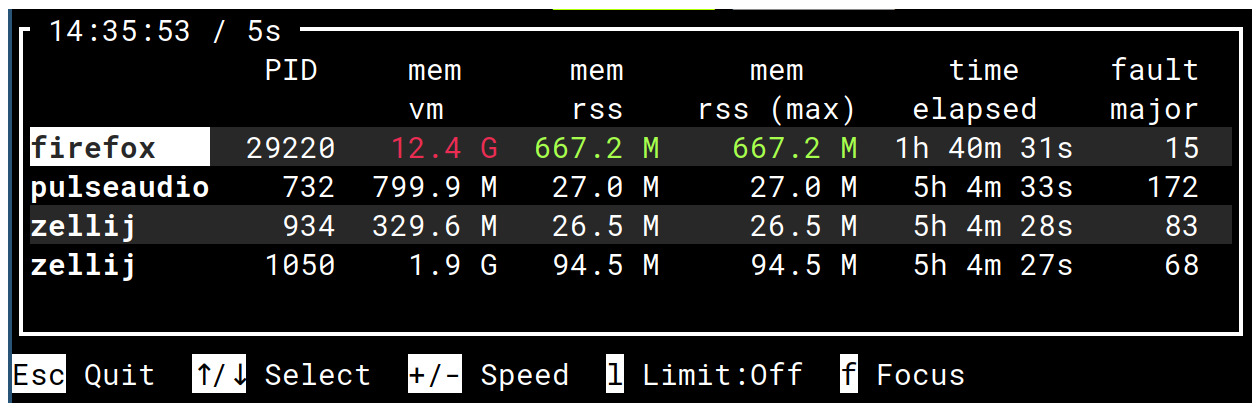 14:35:53 / 5s
PID mem mem mem time fault
vm rss rss (max) elapsed major
firefox 29220 12.4 G 667.2 M 667.2 M 1h 40m 31s 15
pulseaudio 732 799.9 M 27.0 M 27.0 M 5h 4m 33s 172
zellij 934 329.6 M 26.5 M 26.5 M 5h 4m 28s 83
zellij 1050 1.9 G 94.5 M 94.5 M 5h 4m 27s 68
Esc Quit ↑/↓ Select +/- Speed l Limit:Off f Focus